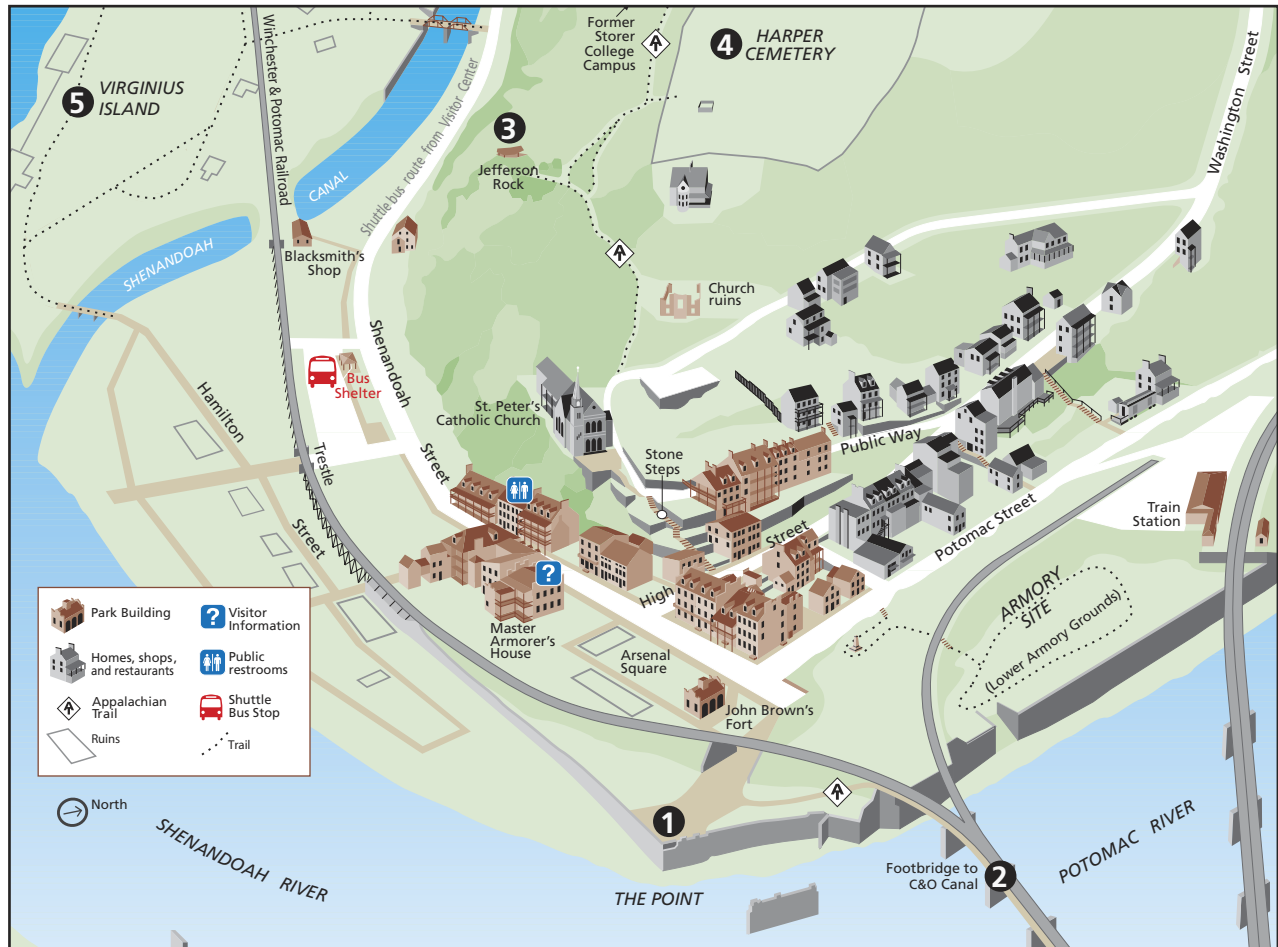 Winchester & Potomac Railroad
Former
Storer
College
Campus
4
HARPER
CEMETERY
Washington Street
5
VIRGINIUS
ISLAND
Shuttle bus route from Visitor Center
3
Jefferson
Rock
CANAL
SHENANDOAH
Blacksmith's
Shop
Church
ruins
Shenandoah
Street
Bus
Shelter
Hamilton
Street
Trestle
St. Peter's
Catholic Church
Stone
Steps
Public Way
High
Street
Potomac Street
Train
Station
?
Master
Armorer's
House
Arsenal
Square
John Brown's
Fort
ARMORY
SITE
(Lower Armory Grounds)
Park Building
?
Visitor
Information
Homes, shops,
and restaurants
Public
restrooms
Appalachian
Trail
Shuttle
Bus Stop
Ruins
Trail
North
SHENANDOAH RIVER
1
THE POINT
Footbridge to
C&O Canal
2
POTOMAC RIVER